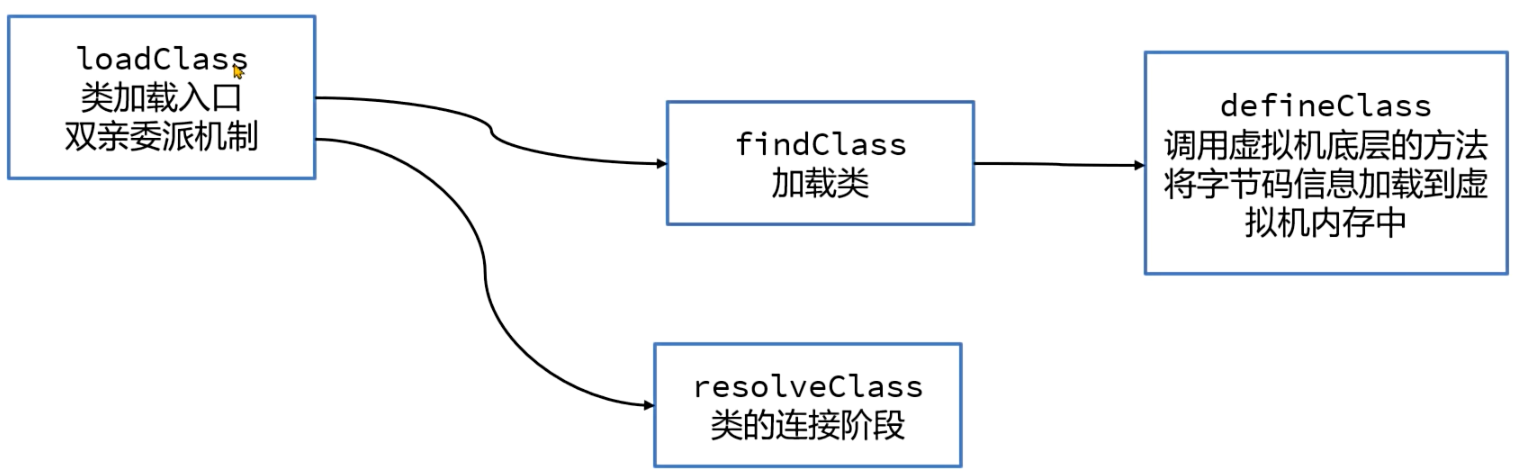 loadClass
类加载入口
双亲委派机制
findClass
加载类
defineClass
调用虚拟机底层的方法
将字节码信息加载到虚
拟机内存中
resolveClass
类的连接阶段